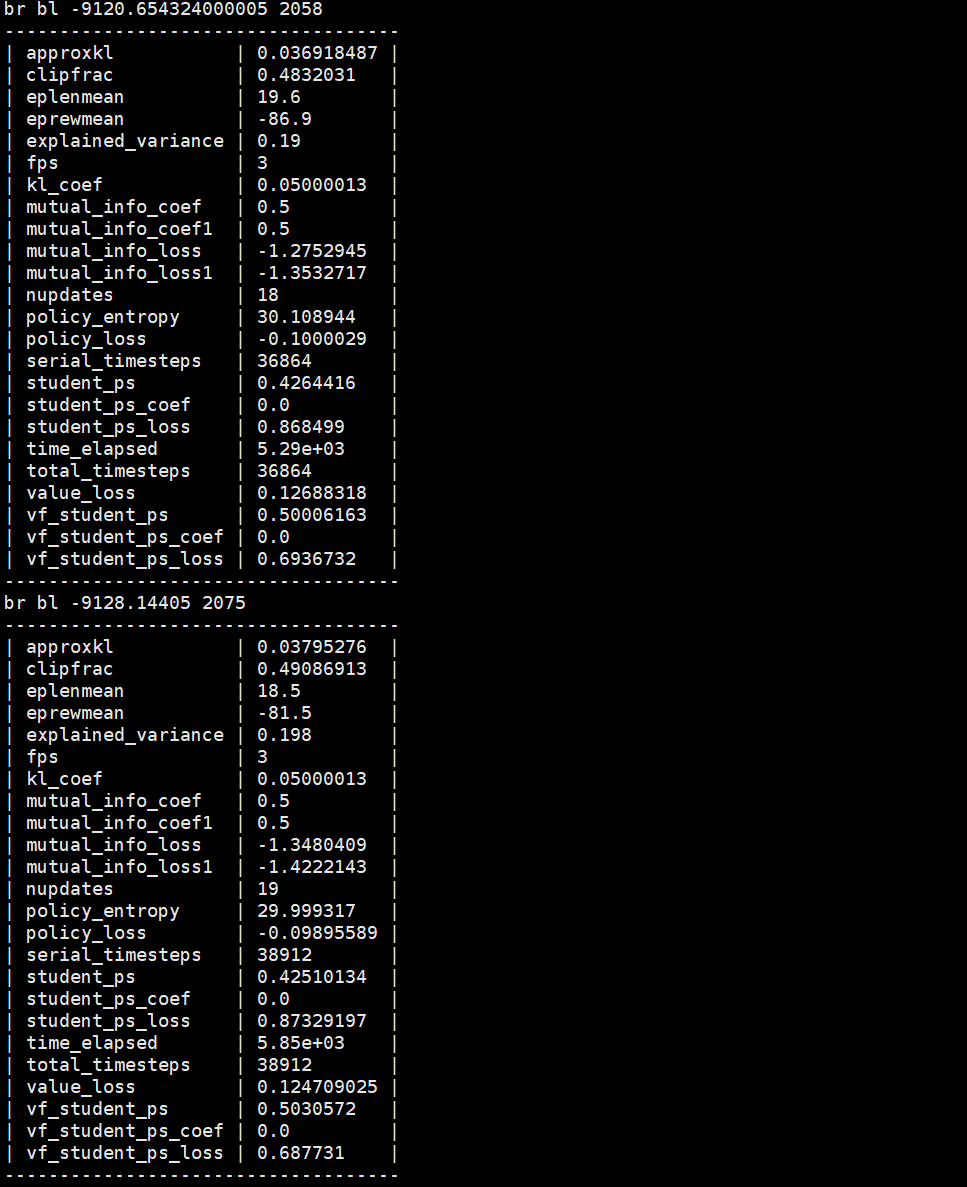 br bl -9120.654324000005 2058
------------------------------------
| approxkl           | 0.036918487 |
| clipfrac           | 0.4832031   |
| eplenmean          | 19.6        |
| eprewmean          | -86.9       |
| explained_variance | 0.19        |
| fps                | 3           |
| kl_coef            | 0.05000013  |
| mutual_info_coef   | 0.5         |
| mutual_info_coef1  | 0.5         |
| mutual_info_loss   | -1.2752945  |
| mutual_info_loss1  | -1.3532717  |
| nupdates           | 18          |
| policy_entropy     | 30.108944   |
| policy_loss        | -0.1000029  |
| serial_timesteps   | 36864       |
| student_ps         | 0.4264416   |
| student_ps_coef    | 0.0         |
| student_ps_loss    | 0.868499    |
| time_elapsed       | 5.29e+03    |
| total_timesteps    | 36864       |
| value_loss         | 0.12688318  |
| vf_student_ps      | 0.50006163  |
| vf_student_ps_coef | 0.0         |
| vf_student_ps_loss | 0.6936732   |
------------------------------------
br bl -9128.14405 2075
------------------------------------
| approxkl           | 0.03795276  |
| clipfrac           | 0.49086913  |
| eplenmean          | 18.5        |
| eprewmean          | -81.5       |
| explained_variance | 0.198       |
| fps                | 3           |
| kl_coef            | 0.05000013  |
| mutual_info_coef   | 0.5         |
| mutual_info_coef1  | 0.5         |
| mutual_info_loss   | -1.3480409  |
| mutual_info_loss1  | -1.4222143  |
| nupdates           | 19          |
| policy_entropy     | 29.999317   |
| policy_loss        | -0.09895589 |
| serial_timesteps   | 38912       |
| student_ps         | 0.42510134  |
| student_ps_coef    | 0.0         |
| student_ps_loss    | 0.87329197  |
| time_elapsed       | 5.85e+03    |
| total_timesteps    | 38912       |
| value_loss         | 0.124709025 |
| vf_student_ps      | 0.5030572   |
| vf_student_ps_coef | 0.0         |
| vf_student_ps_loss | 0.687731    |
------------------------------------